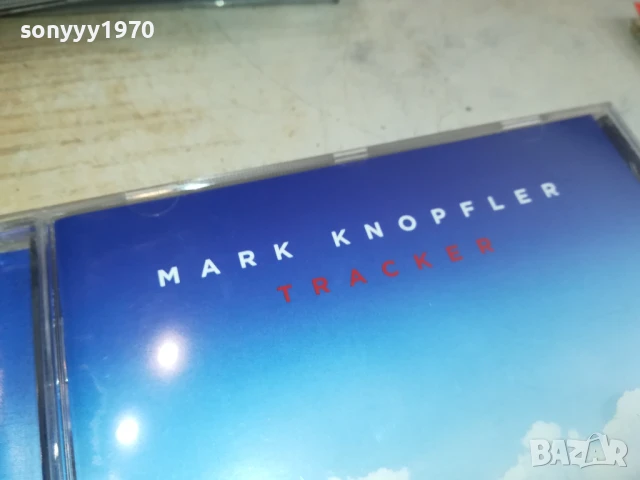 sonyyy1970
MARK KNOPFLER
TRACKER
BAZAR